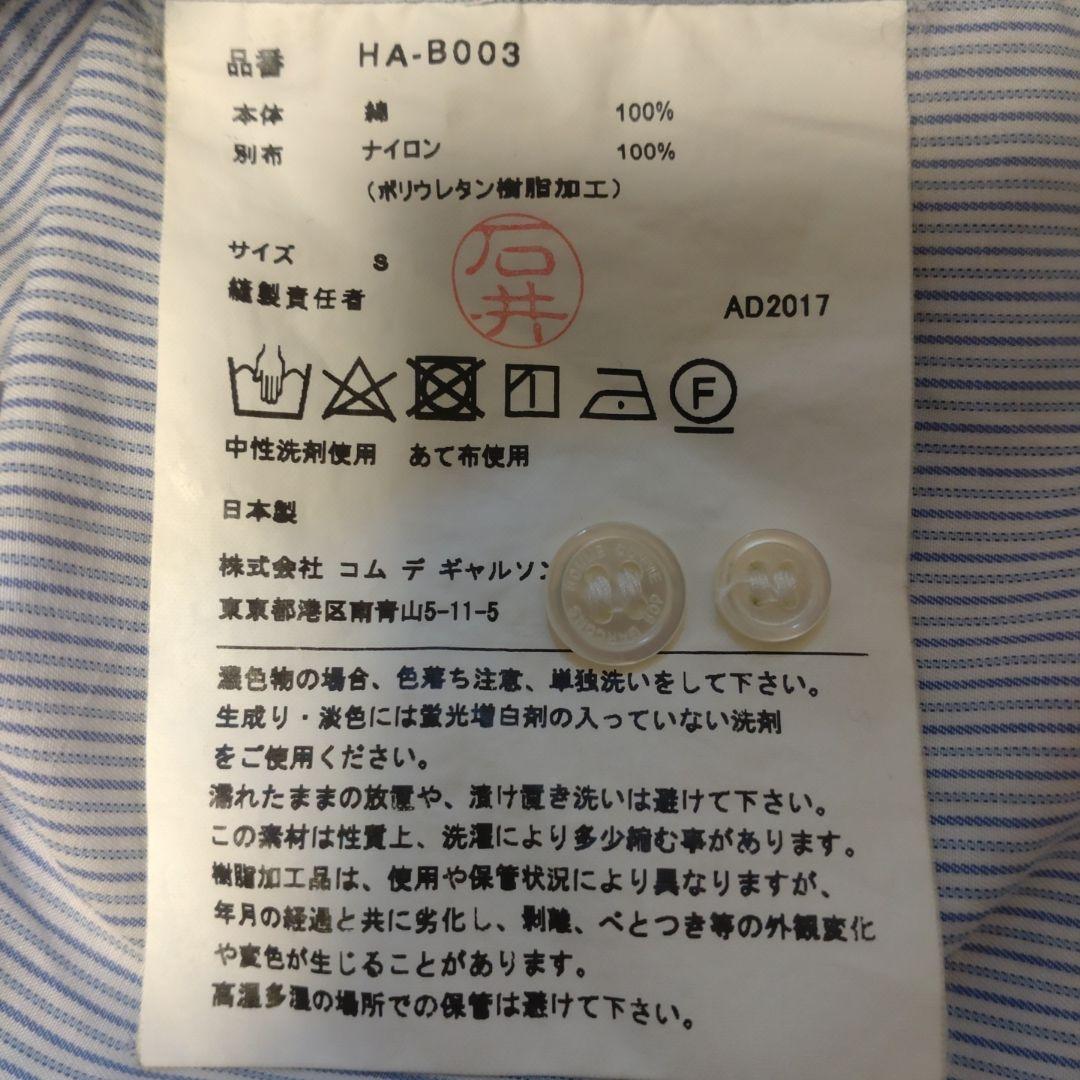 品番 HA-B003
本体 綿 100%
別布 ナイロン 100%
(ポリウレタン樹脂加工)
サイズ S
縫製責任者 石井 AD2017
F
中性洗剤使用 あて布使用
日本製
株式会社 コム デ ギャルソン
東京都港区南青山5-11-5
COMME DES GARCONS
濃色物の場合、色落ち注意、単独洗いをして下さい。
生成り・淡色には蛍光増白剤の入っていない洗剤
をご使用ください。
濡れたままの放置や、漬け置き洗いは避けて下さい。
この素材は性質上、洗濯により多少縮む事があります。
樹脂加工品は、使用や保管状況により異なりますが、
年月の経過と共に劣化し、剥離、べとつき等の外観変化
や変色が生じることがあります。
高温多湿の場所での保管は避けて下さい。